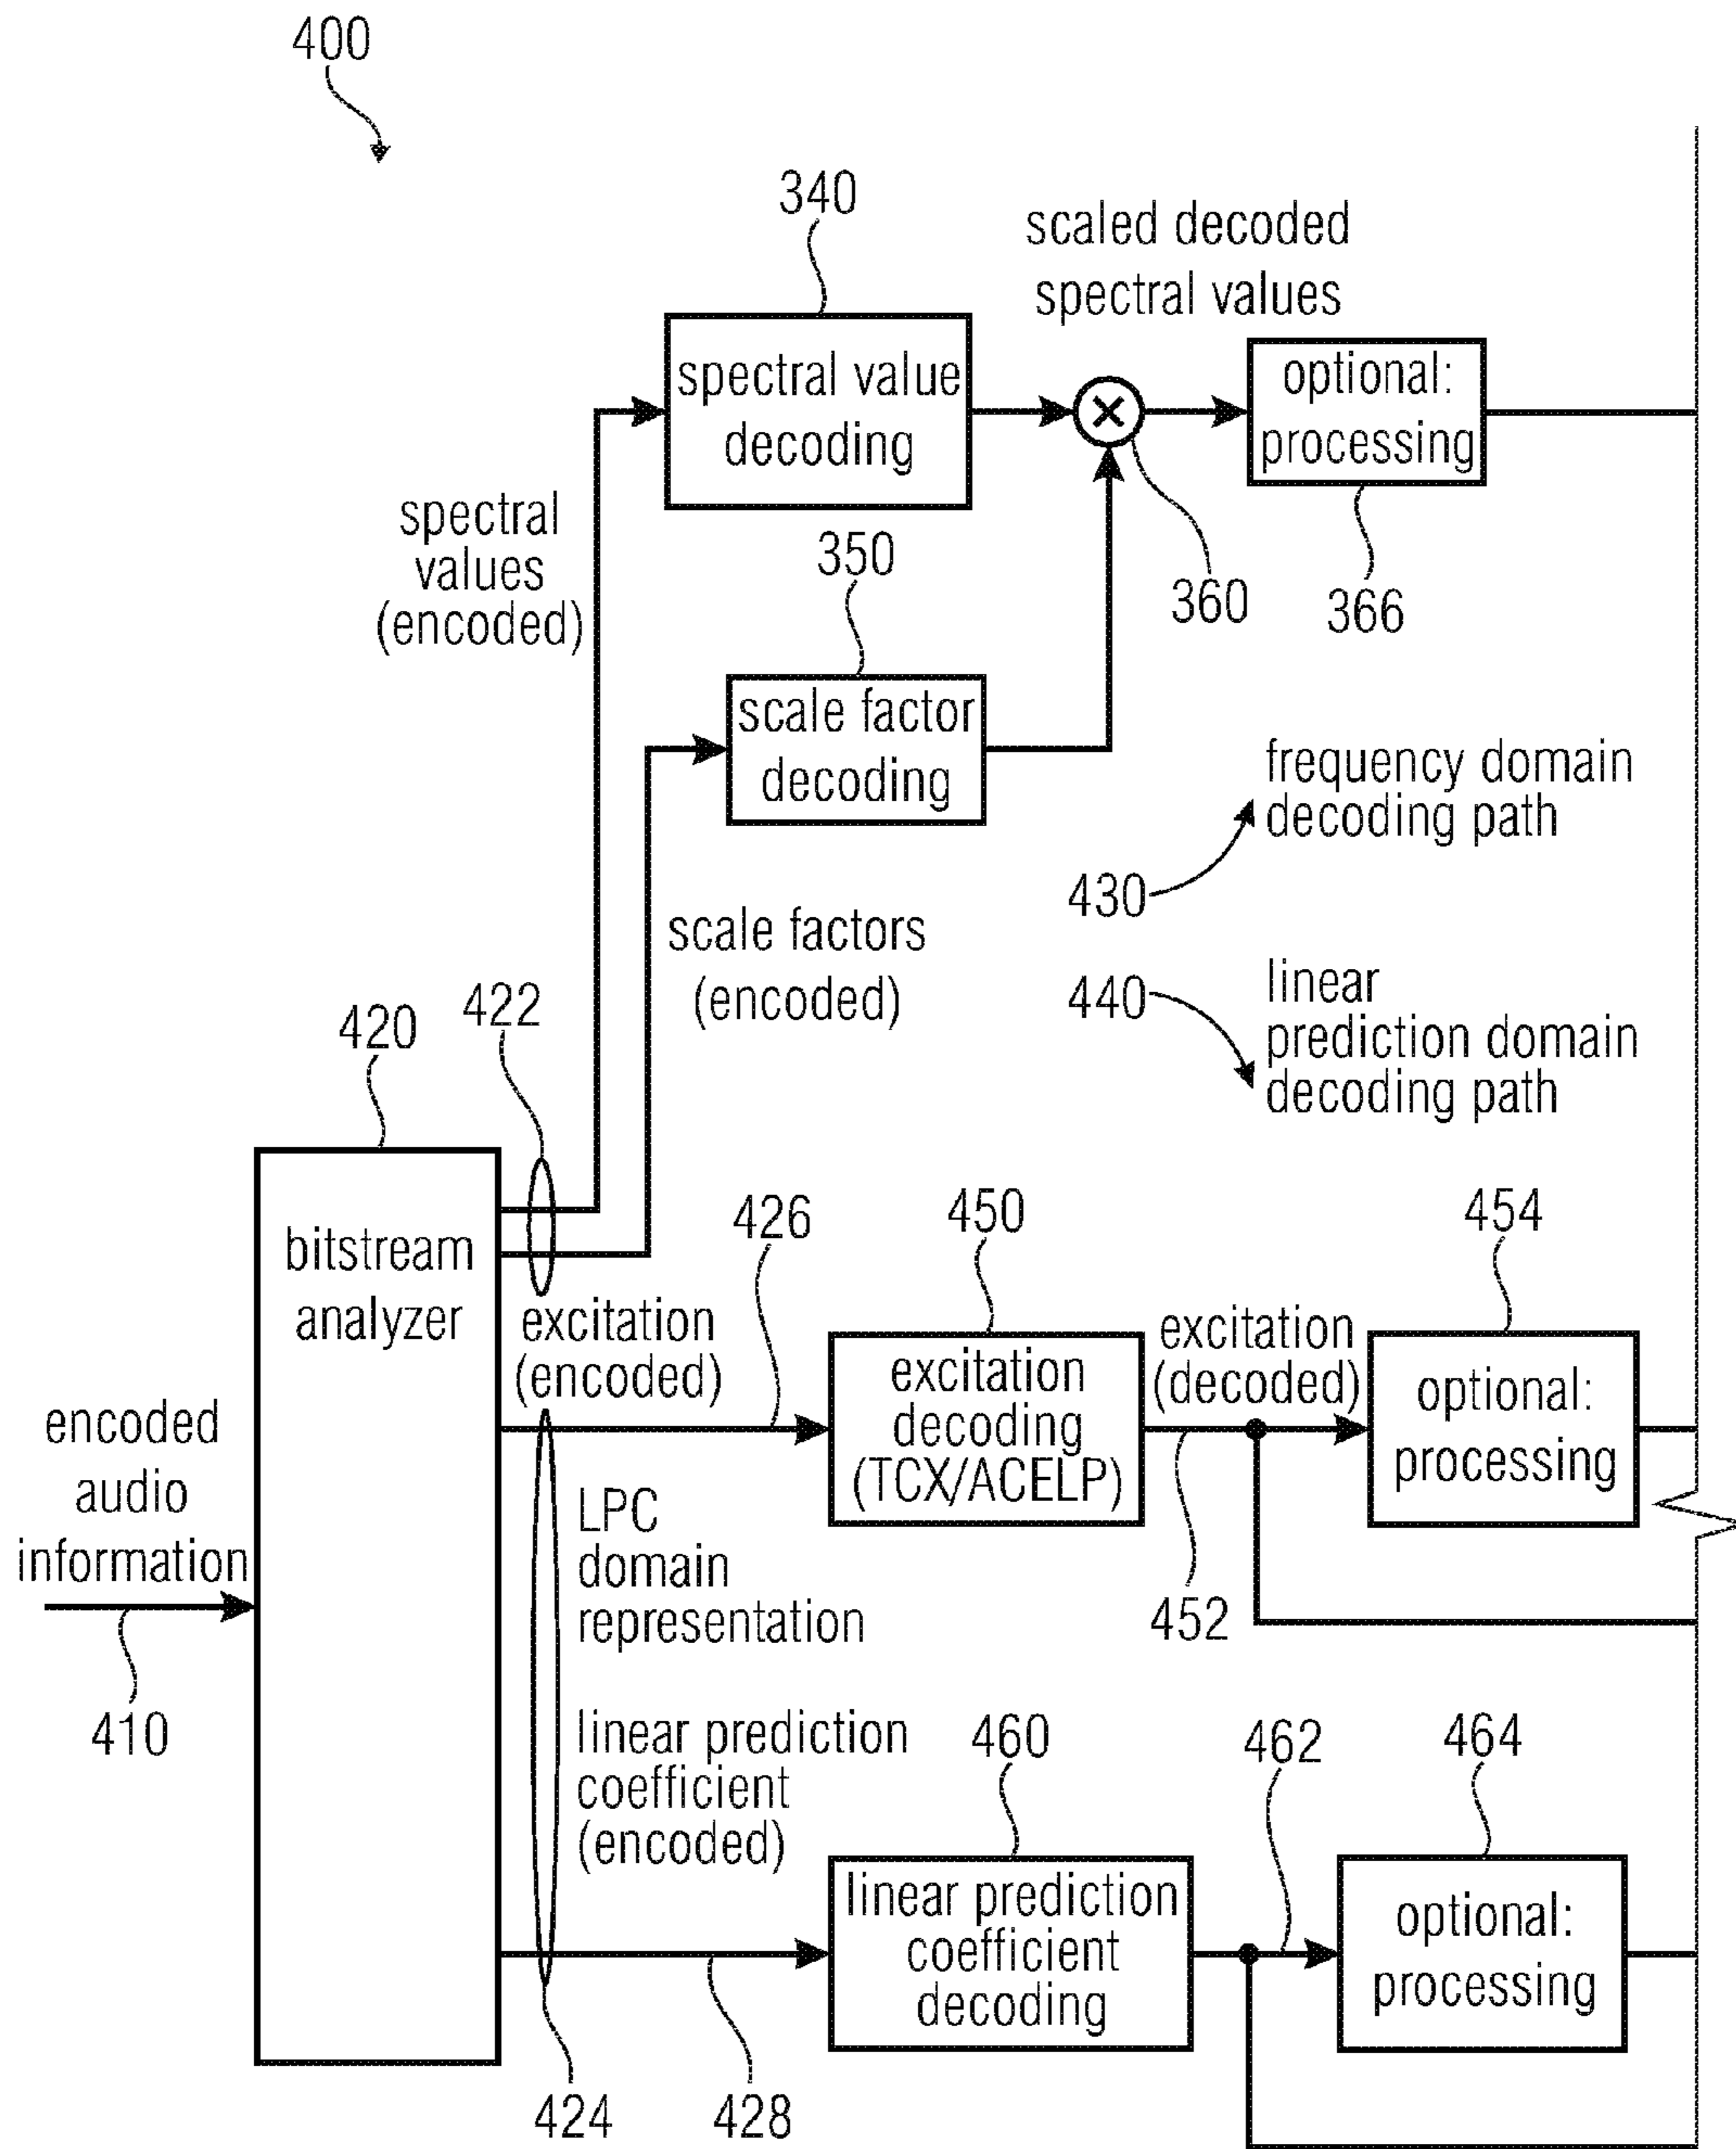 400
340
scaled decoded
spectral values
spectral value
decoding
optional:
processing
spectral
values
(encoded)
350
360
366
scale factor
decoding
frequency domain
decoding path
430
scale factors
(encoded)
linear
prediction domain
decoding path
440
422
420
bitstream
analyzer
426
450
454
excitation
(encoded)
excitation
decoding
(TCX/ACELP)
excitation
(decoded)
optional:
processing
encoded
audio
information
LPC
domain
representation
452
410
linear prediction
coefficient
(encoded)
460
462
464
linear prediction
coefficient
decoding
optional:
processing
424
428